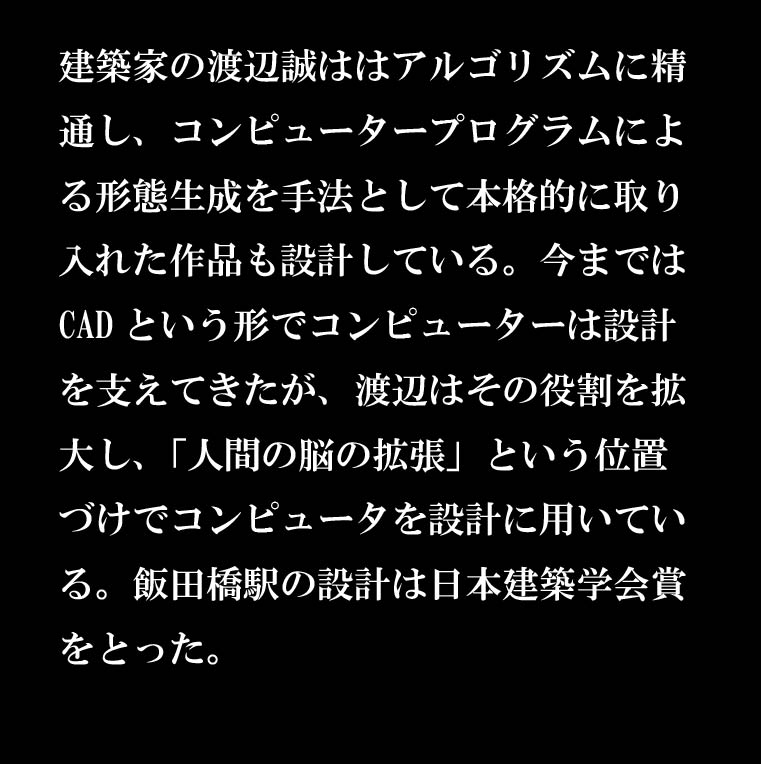 建築家の渡辺誠ははアルゴリズムに精
通し、コンピュータープログラムによ
る形態生成を手法として本格的に取り
入れた作品も設計している。今までは
CADという形でコンピューターは設計
を支えてきたが、渡辺はその役割を拡
大し、「人間の脳の拡張」という位置
づけでコンピュータを設計に用いてい
る。飯田橋駅の設計は日本建築学会賞
をとった。